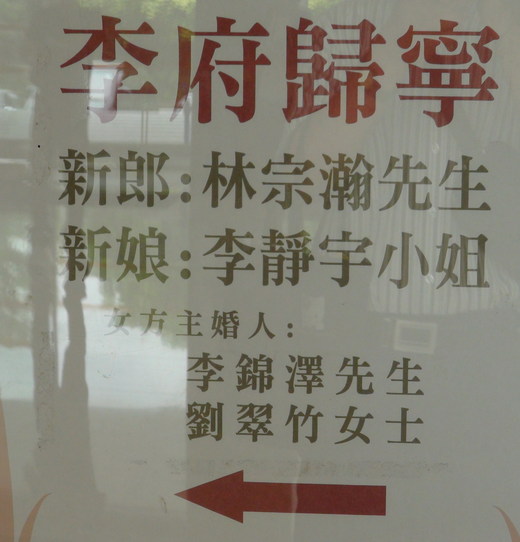 李府歸寧
新郎:林宗瀚先生
新娘:李靜宇小姐
女方主婚人:
李錦澤先生
劉翠竹女士